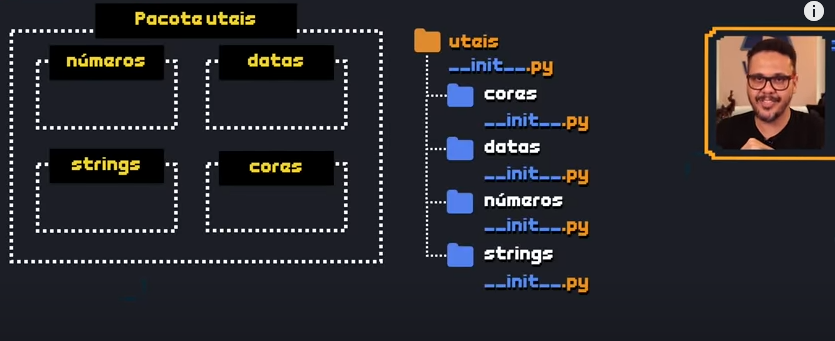 Pacote uteis
números
datas
strings
cores
uteis
__init__.py
cores
__init__.py
datas
__init__.py
números
__init__.py
strings
__init__.py
i